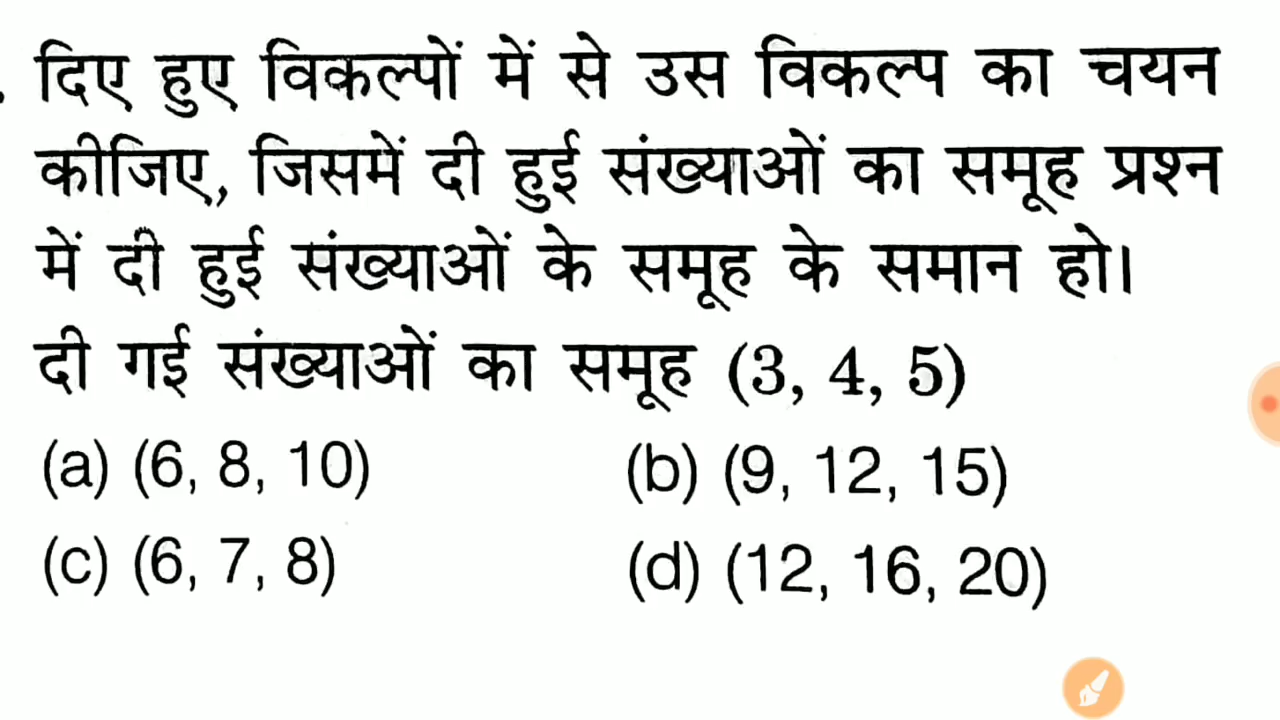 . दिए हुए विकल्पों में से उस विकल्प का चयन
कीजिए, जिसमें दी हुई संख्याओं का समूह प्रश्न
में दी हुई संख्याओं के समूह के समान हो।
दी गई संख्याओं का समूह (3, 4, 5)
(a) (6, 8, 10) (b) (9, 12, 15)
(c) (6, 7, 8) (d) (12, 16, 20)